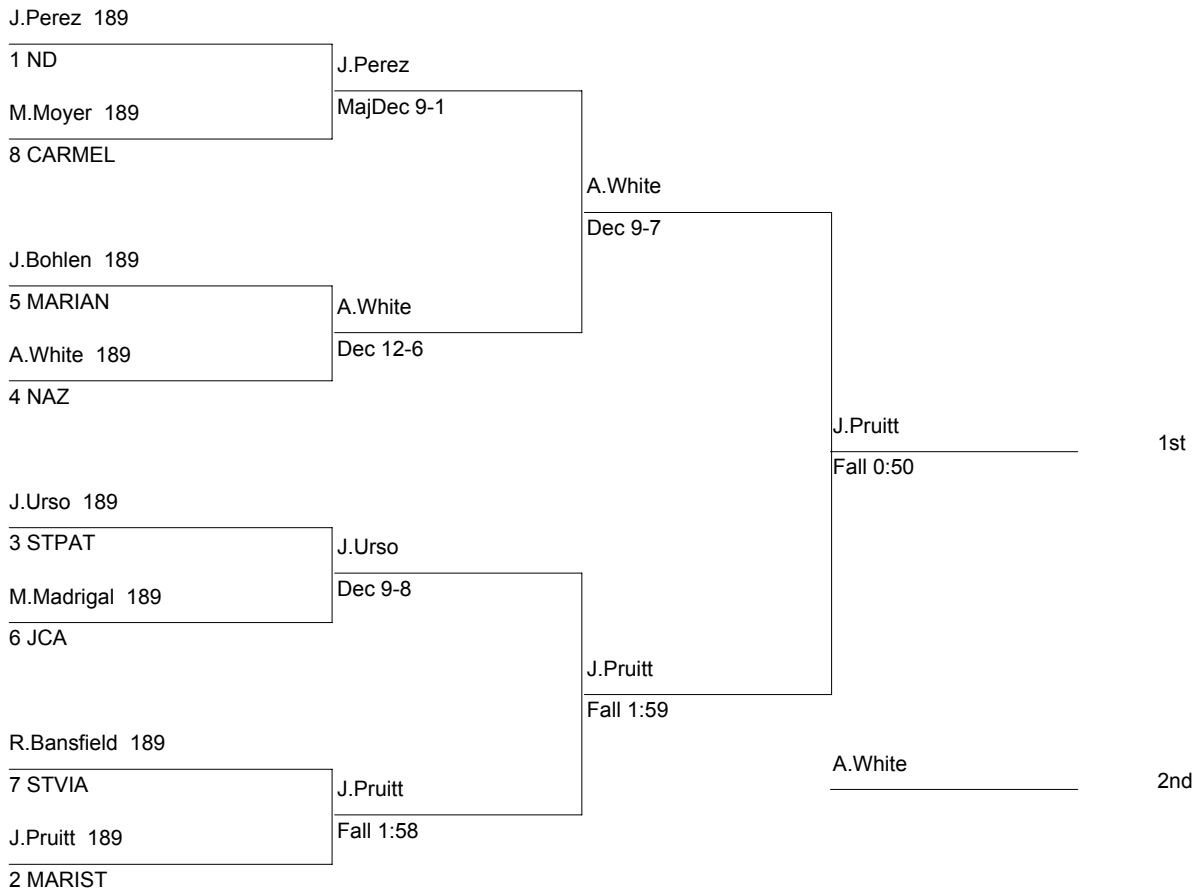 J.Perez 189
1 ND
J.Perez
M.Moyer 189
MajDec 9-1
8 CARMEL
A.White
Dec 9-7
J.Bohlen 189
5 MARIAN
A.White
A.White 189
Dec 12-6
4 NAZ
J.Pruitt
1st
Fall 0:50
J.Urso 189
3 STPAT
J.Urso
M.Madrigal 189
Dec 9-8
6 JCA
J.Pruitt
Fall 1:59
R.Bansfield 189
A.White
2nd
7 STVIA
J.Pruitt
J.Pruitt 189
Fall 1:58
2 MARIST